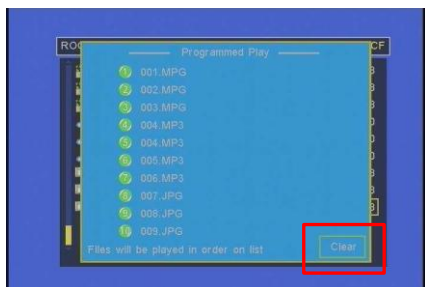 ROO
CF
Programmed Play
1 001.MPG
2 002.MPG
3 003.MPG
4 004.MP3
5 004.MP3
6 005.MP3
7 006.MP3
8 007.JPG
9 008.JPG
10 009.JPG
Files will be played in order on list
Clear